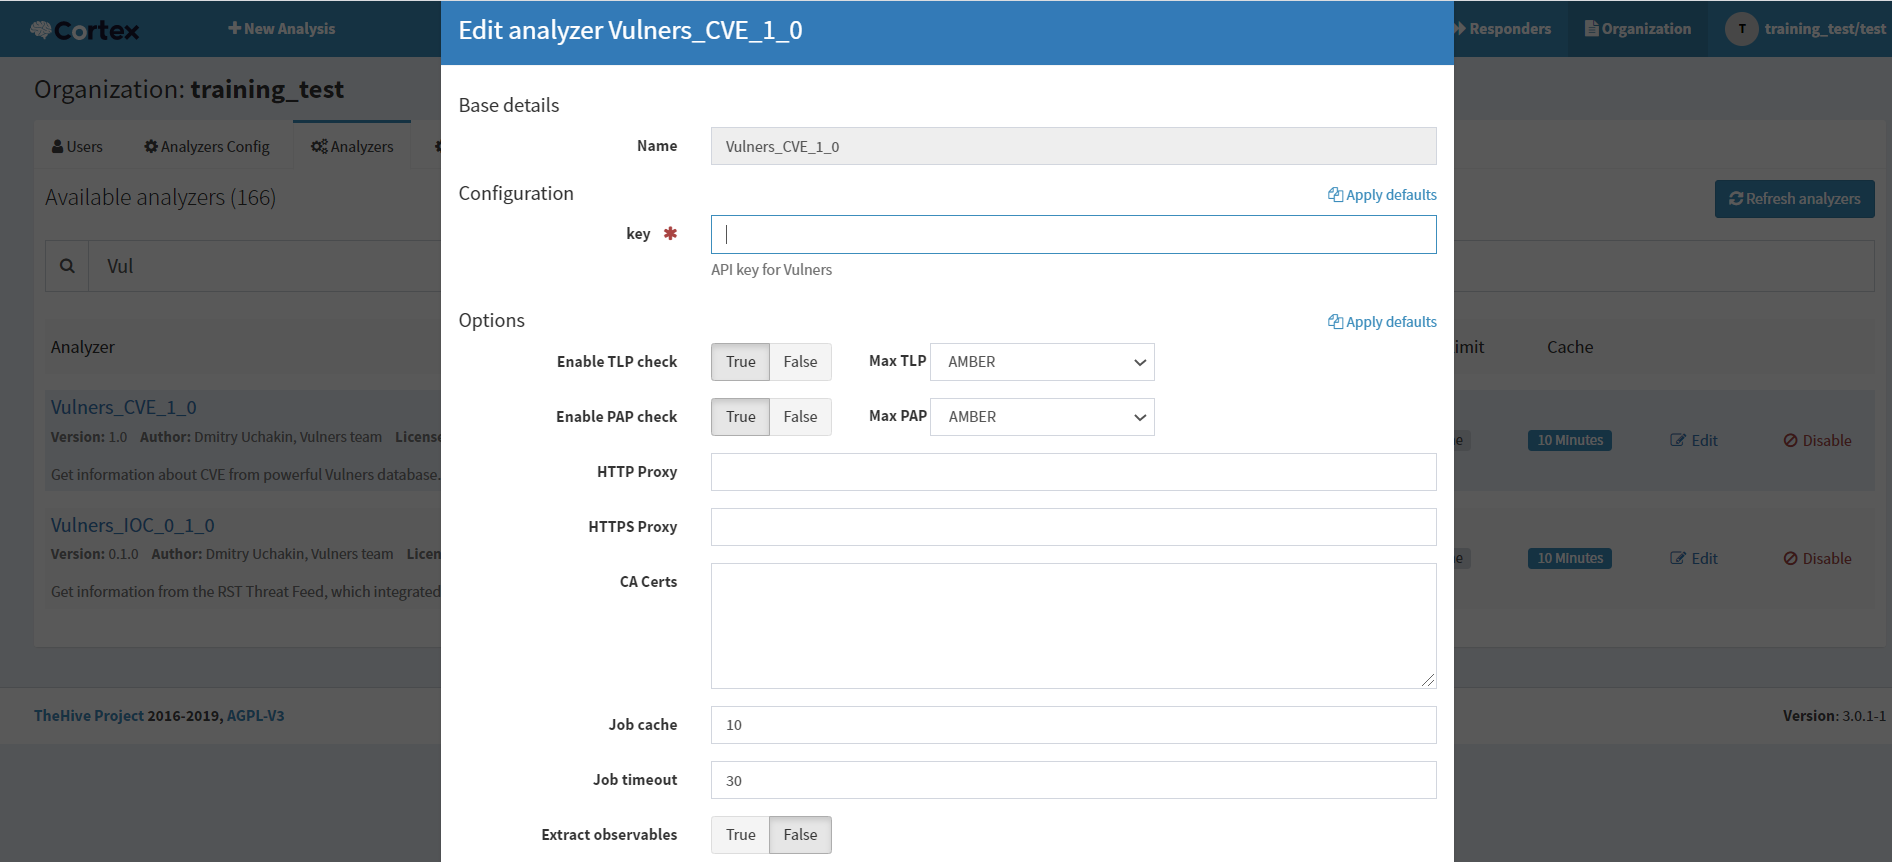 Cortex
New Analysis
Responders
Organization
T
training_test/test
Edit analyzer Vulners_CVE_1_0
Organization: training_test
Users
Analyzers Config
Analyzers
Available analyzers (166)
Refresh analyzers
Vul
Analyzer
imit
Cache
Vulners_CVE_1_0
Version: 1.0 Author: Dmitry Uchakin, Vulners team License
Get information about CVE from powerful Vulners database.
10 Minutes
Edit
Disable
Vulners_IOC_0_1_0
Version: 0.1.0 Author: Dmitry Uchakin, Vulners team Licen
Get information from the RST Threat Feed, which integrated
10 Minutes
Edit
Disable
Base details
Name
Vulners_CVE_1_0
Configuration
Apply defaults
key
API key for Vulners
Options
Apply defaults
Enable TLP check
True
False
Max TLP
AMBER
Enable PAP check
True
False
Max PAP
AMBER
HTTP Proxy
HTTPS Proxy
CA Certs
Job cache
10
Job timeout
30
Extract observables
True
False
TheHive Project 2016-2019, AGPL-V3
Version: 3.0.1-1